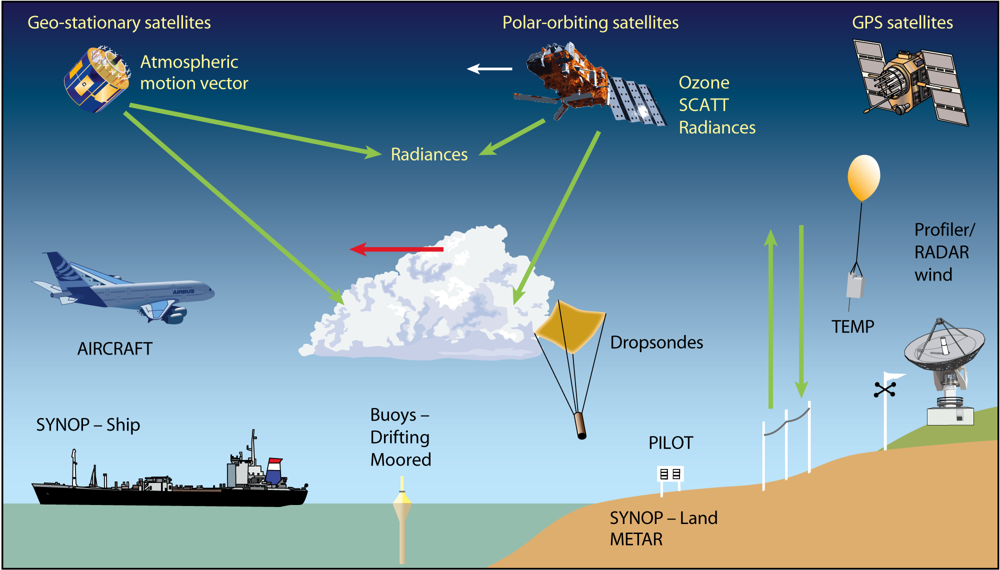 Geo-stationary satellites
Polar-orbiting satellites
GPS satellites
Atmospheric
motion vector
Ozone
SCATT
Radiances
Radiances
Profiler/
RADAR
wind
AIRBUS
TEMP
AIRCRAFT
Dropsondes
SYNOP – Ship
Buoys –
Drifting
Moored
PILOT
SYNOP – Land
METAR